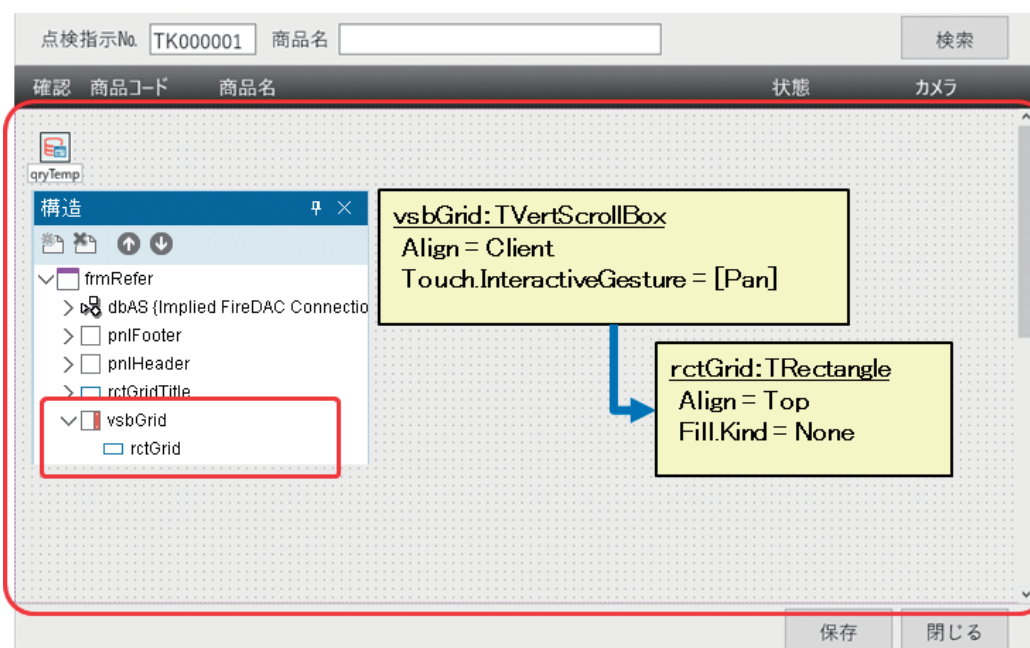 点検指示№ TK000001 商品名
検索
確認 商品コード 商品名 状態 カメラ
qryTemp
構造
frmRefer
dbAS {Implied FireDAC Connectio
pnlFooter
pnlHeader
rctGridTitle
vsbGrid
rctGrid
vsbGrid:TVertScrollBox
Align = Client
Touch.InteractiveGesture = [Pan]
rctGrid:TRectangle
Align = Top
Fill.Kind = None
保存 閉じる